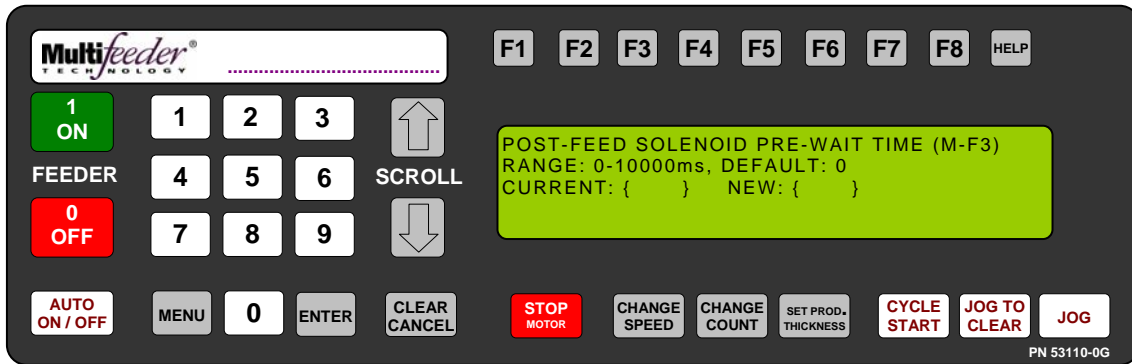 Multifeeder®
TECHNOLOGY
F1 F2 F3 F4 F5 F6 F7 F8 HELP
1
ON
FEEDER
0
OFF
1 2 3
4 5 6
7 8 9
SCROLL
POST-FEED SOLENOID PRE-WAIT TIME (M-F3)
RANGE: 0-10000ms, DEFAULT: 0
CURRENT: { } NEW: { }
AUTO
ON / OFF
MENU
0
ENTER
CLEAR
CANCEL
STOP
MOTOR
CHANGE
SPEED
CHANGE
COUNT
SET PROD.
THICKNESS
CYCLE
START
JOG TO
CLEAR
JOG
PN 53110-0G